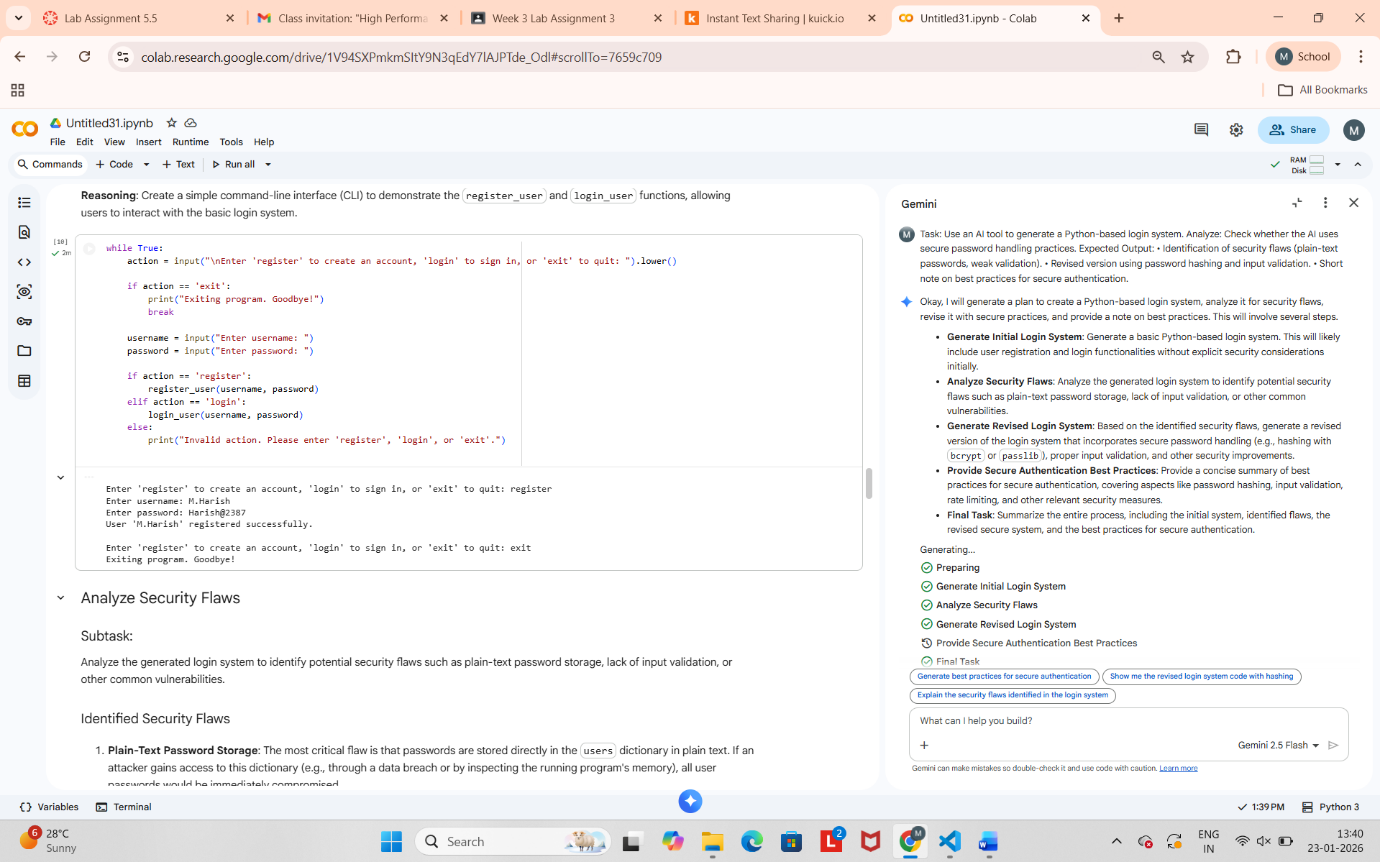 Lab Assignment 5.5
Class invitation: "High Performa
Week 3 Lab Assignment 3
Instant Text Sharing | kuick.io
Untitled31.ipynb - Colab
colab.research.google.com/drive/1V94SXPmkmSItY9N3qEdY7lAJPTde_Odl#scrollTo=7659c709
M School
All Bookmarks
Untitled31.ipynb
File Edit View Insert Runtime Tools Help
Share
M
Commands + Code + Text Run all
RAM
Disk
Reasoning: Create a simple command-line interface (CLI) to demonstrate the register_user and login_user functions, allowing
users to interact with the basic login system.
[10]
2m
while True:
    action = input("\nEnter 'register' to create an account, 'login' to sign in, or 'exit' to quit: ").lower()
    if action == 'exit':
        print("Exiting program. Goodbye!")
        break
    username = input("Enter username: ")
    password = input("Enter password: ")
    if action == 'register':
        register_user(username, password)
    elif action == 'login':
        login_user(username, password)
    else:
        print("Invalid action. Please enter 'register', 'login', or 'exit'.")
Enter 'register' to create an account, 'login' to sign in, or 'exit' to quit: register
Enter username: M.Harish
Enter password: Harish@2387
User 'M.Harish' registered successfully.
Enter 'register' to create an account, 'login' to sign in, or 'exit' to quit: exit
Exiting program. Goodbye!
Analyze Security Flaws
Subtask:
Analyze the generated login system to identify potential security flaws such as plain-text password storage, lack of input validation, or
other common vulnerabilities.
Identified Security Flaws
1. Plain-Text Password Storage: The most critical flaw is that passwords are stored directly in the users dictionary in plain text. If an
attacker gains access to this dictionary (e.g., through a data breach or by inspecting the running program's memory), all user
passwords would be immediately compromised.
Gemini
M
Task: Use an AI tool to generate a Python-based login system. Analyze: Check whether the AI uses
secure password handling practices. Expected Output: • Identification of security flaws (plain-text
passwords, weak validation). • Revised version using password hashing and input validation. • Short
note on best practices for secure authentication.
Okay, I will generate a plan to create a Python-based login system, analyze it for security flaws,
revise it with secure practices, and provide a note on best practices. This will involve several steps.
• Generate Initial Login System: Generate a basic Python-based login system. This will likely
include user registration and login functionalities without explicit security considerations
initially.
• Analyze Security Flaws: Analyze the generated login system to identify potential security
flaws such as plain-text password storage, lack of input validation, or other common
vulnerabilities.
• Generate Revised Login System: Based on the identified security flaws, generate a revised
version of the login system that incorporates secure password handling (e.g., hashing with
bcrypt or passlib), proper input validation, and other security improvements.
• Provide Secure Authentication Best Practices: Provide a concise summary of best
practices for secure authentication, covering aspects like password hashing, input validation,
rate limiting, and other relevant security measures.
• Final Task: Summarize the entire process, including the initial system, identified flaws, the
revised secure system, and the best practices for secure authentication.
Generating...
Preparing
Generate Initial Login System
Analyze Security Flaws
Generate Revised Login System
Provide Secure Authentication Best Practices
Final Task
Generate best practices for secure authentication
Show me the revised login system code with hashing
Explain the security flaws identified in the login system
What can I help you build?
Gemini 2.5 Flash
Gemini can make mistakes so double-check it and use code with caution. Learn more
Variables Terminal
1:39 PM Python 3
6
28°C
Sunny
Search
2
M
ENG
IN
13:40
23-01-2026